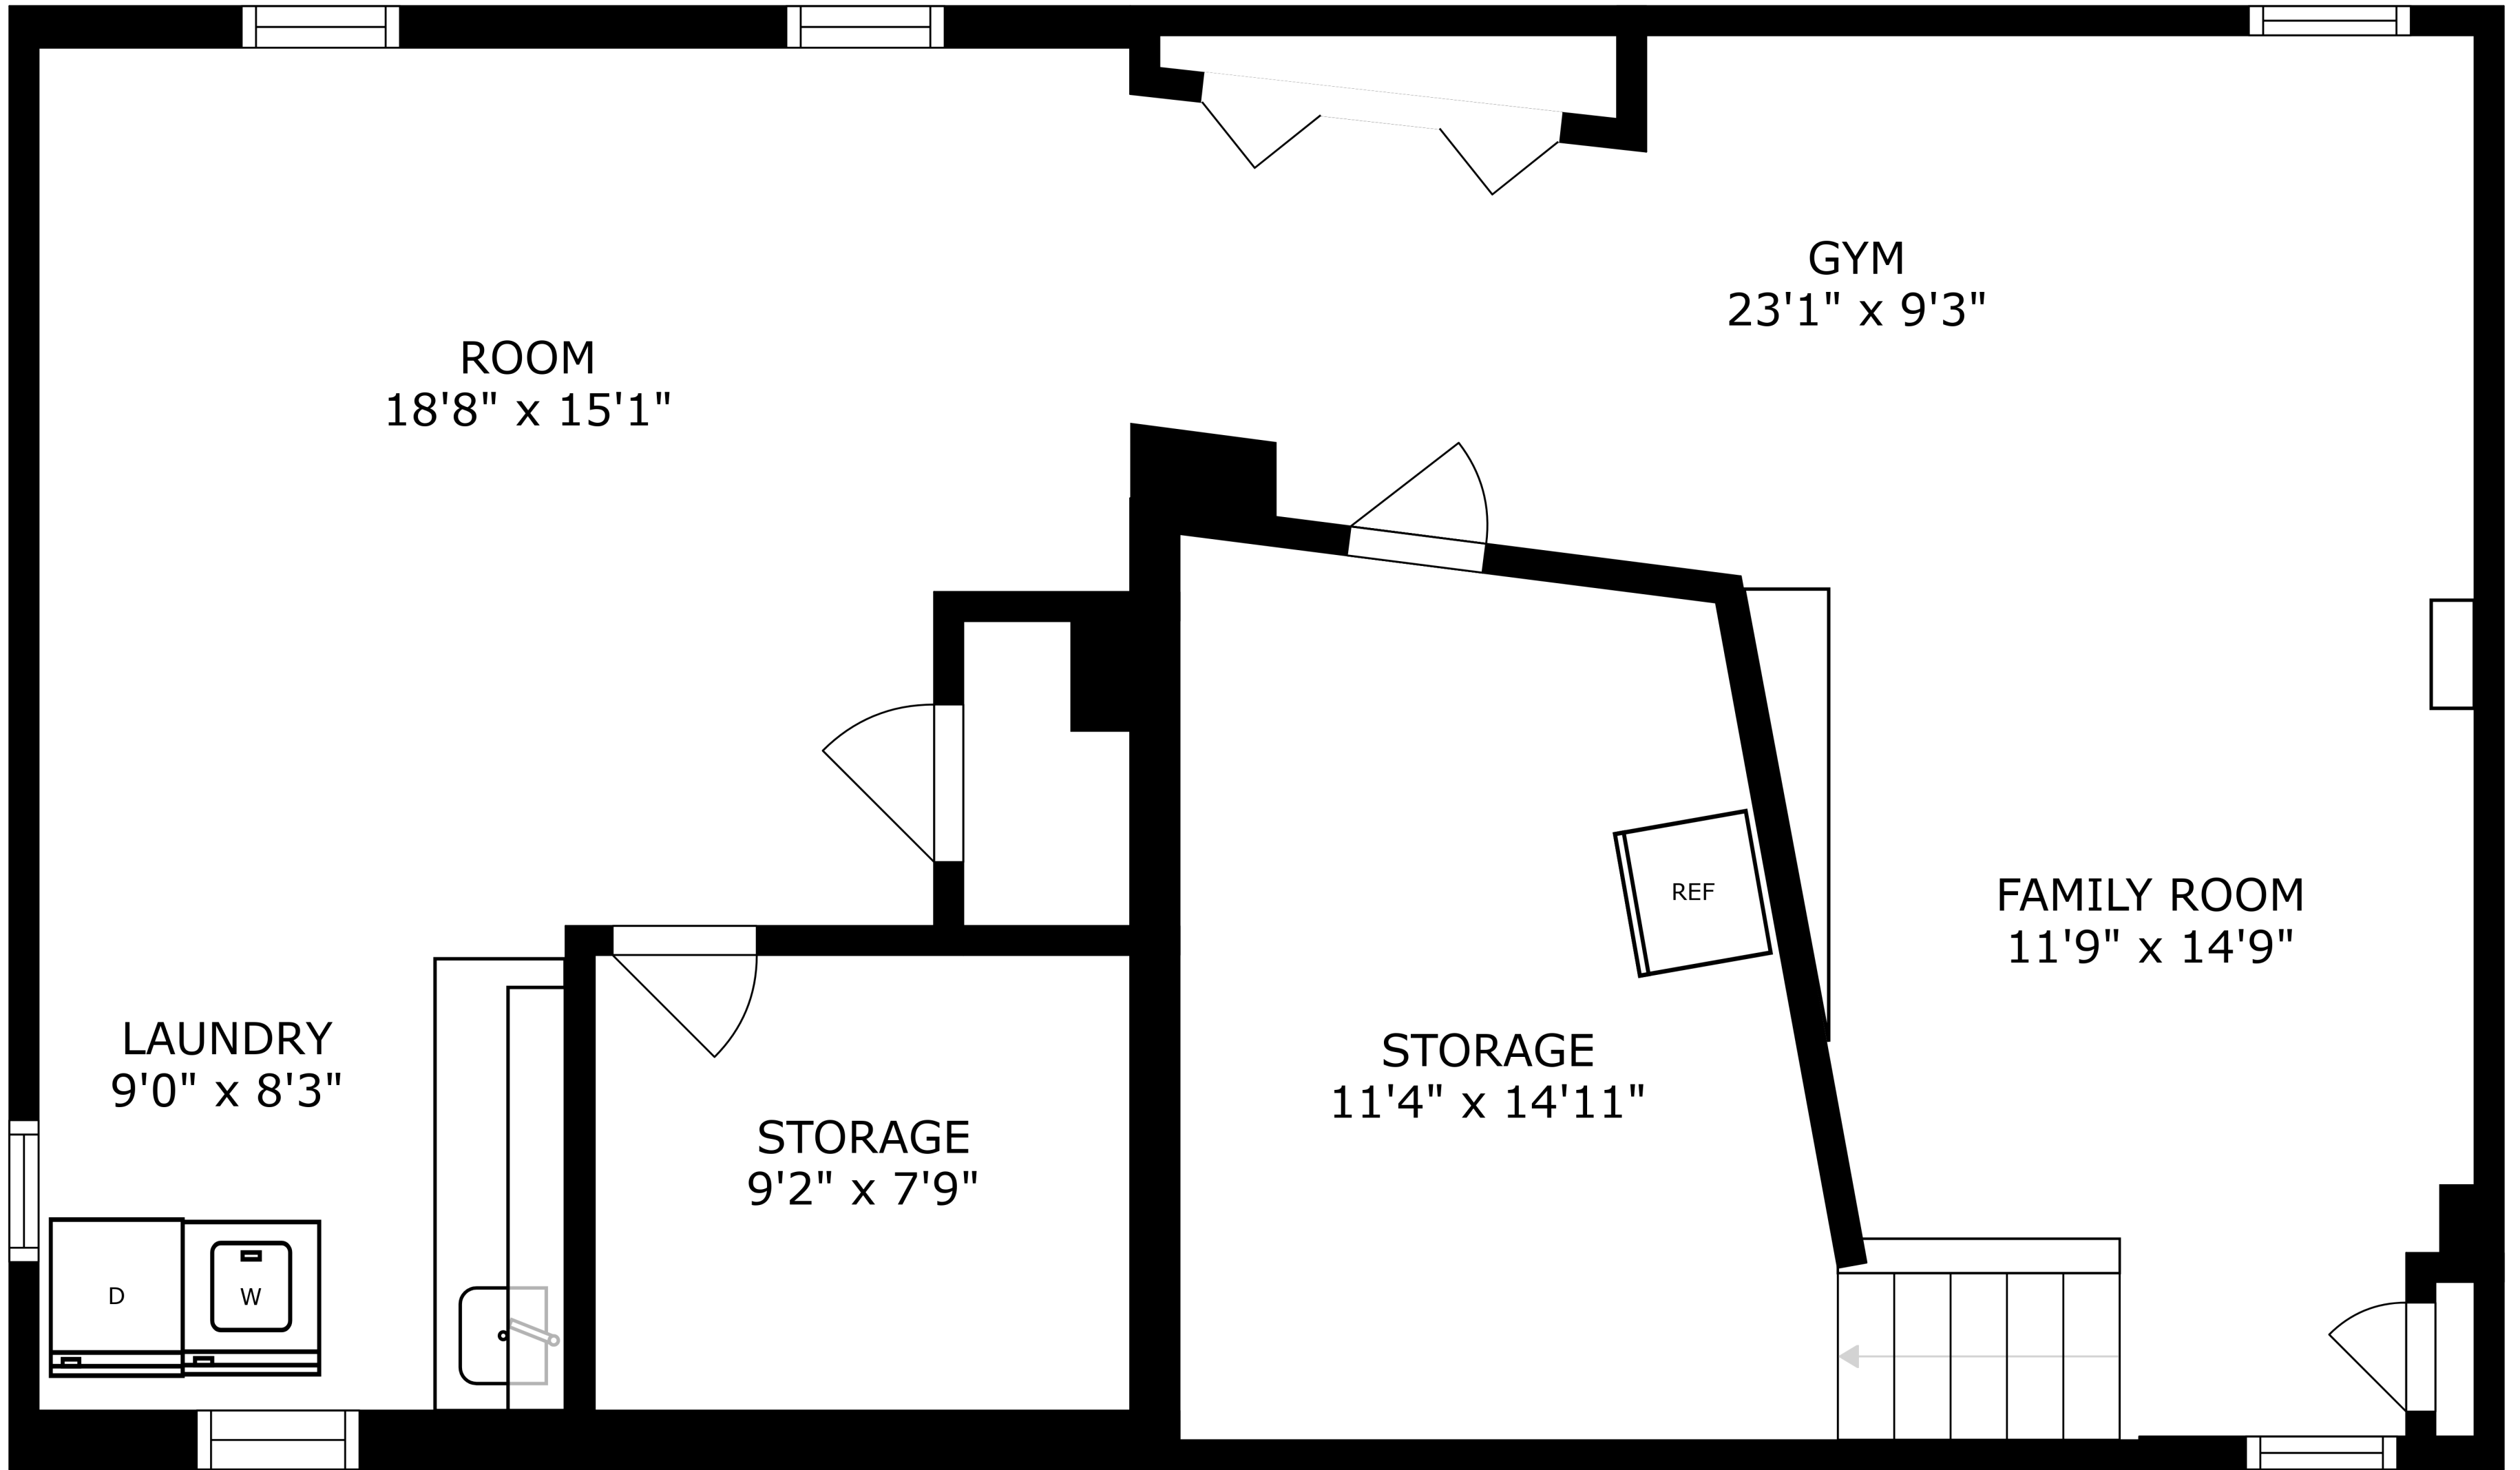 GYM
23'1" x 9'3"
ROOM
18'8" x 15'1"
REF
FAMILY ROOM
11'9" x 14'9"
LAUNDRY
9'0" x 8'3"
STORAGE
11'4" x 14'11"
STORAGE
9'2" x 7'9"
D
W